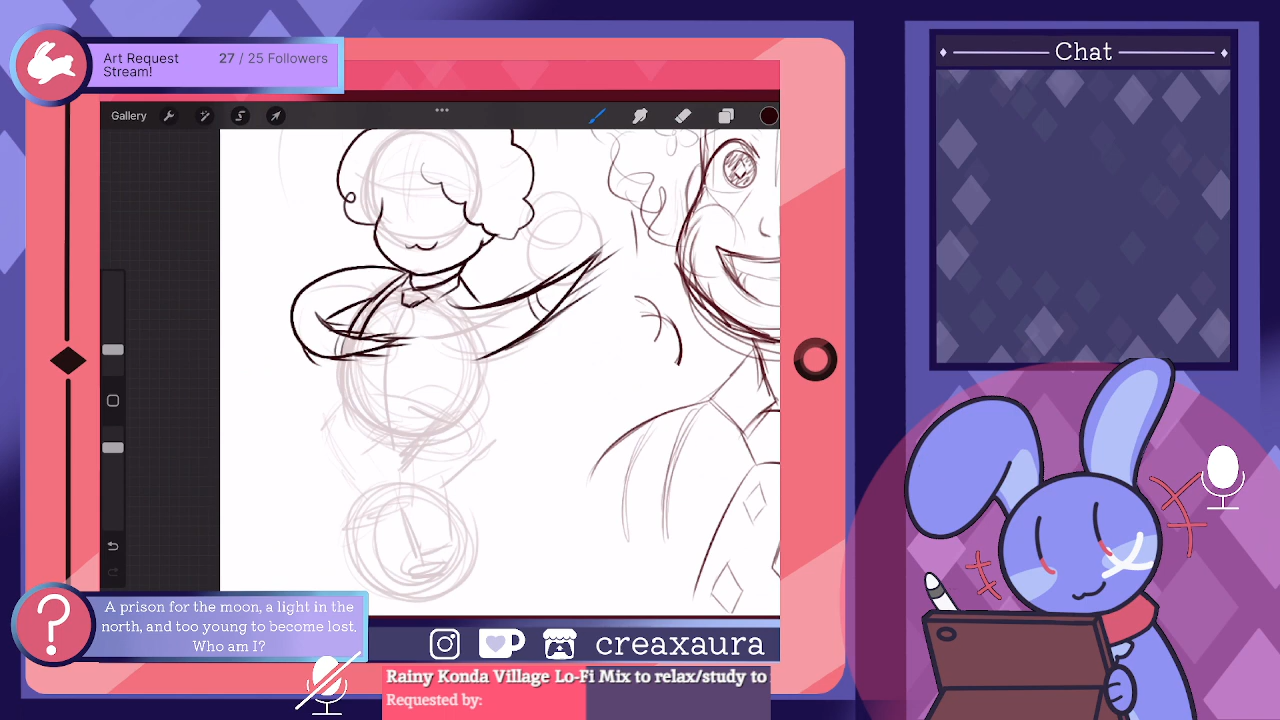 Art Request
Stream!
27 / 25 Followers
Gallery
Chat
A prison for the moon, a light in the
north, and too young to become lost.
Who am I?
creaxaura
Rainy Konda Village Lo-Fi Mix to relax/study to
Requested by: